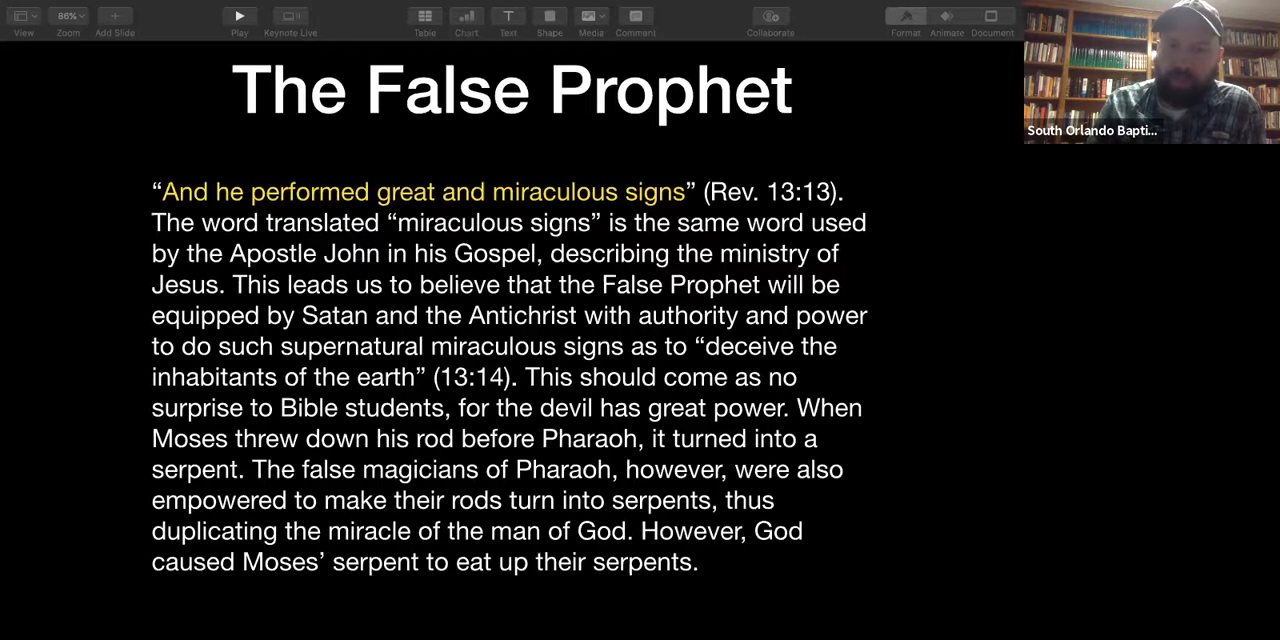 View
86%
Zoom
Add Slide
Play
Keynote Live
Table
Chart
Text
Shape
Media
Comment
Collaborate
Format
Animate
Document
South Orlando Bapti...
The False Prophet
“And he performed great and miraculous signs” (Rev. 13:13).
The word translated “miraculous signs” is the same word used
by the Apostle John in his Gospel, describing the ministry of
Jesus. This leads us to believe that the False Prophet will be
equipped by Satan and the Antichrist with authority and power
to do such supernatural miraculous signs as to “deceive the
inhabitants of the earth” (13:14). This should come as no
surprise to Bible students, for the devil has great power. When
Moses threw down his rod before Pharaoh, it turned into a
serpent. The false magicians of Pharaoh, however, were also
empowered to make their rods turn into serpents, thus
duplicating the miracle of the man of God. However, God
caused Moses’ serpent to eat up their serpents.